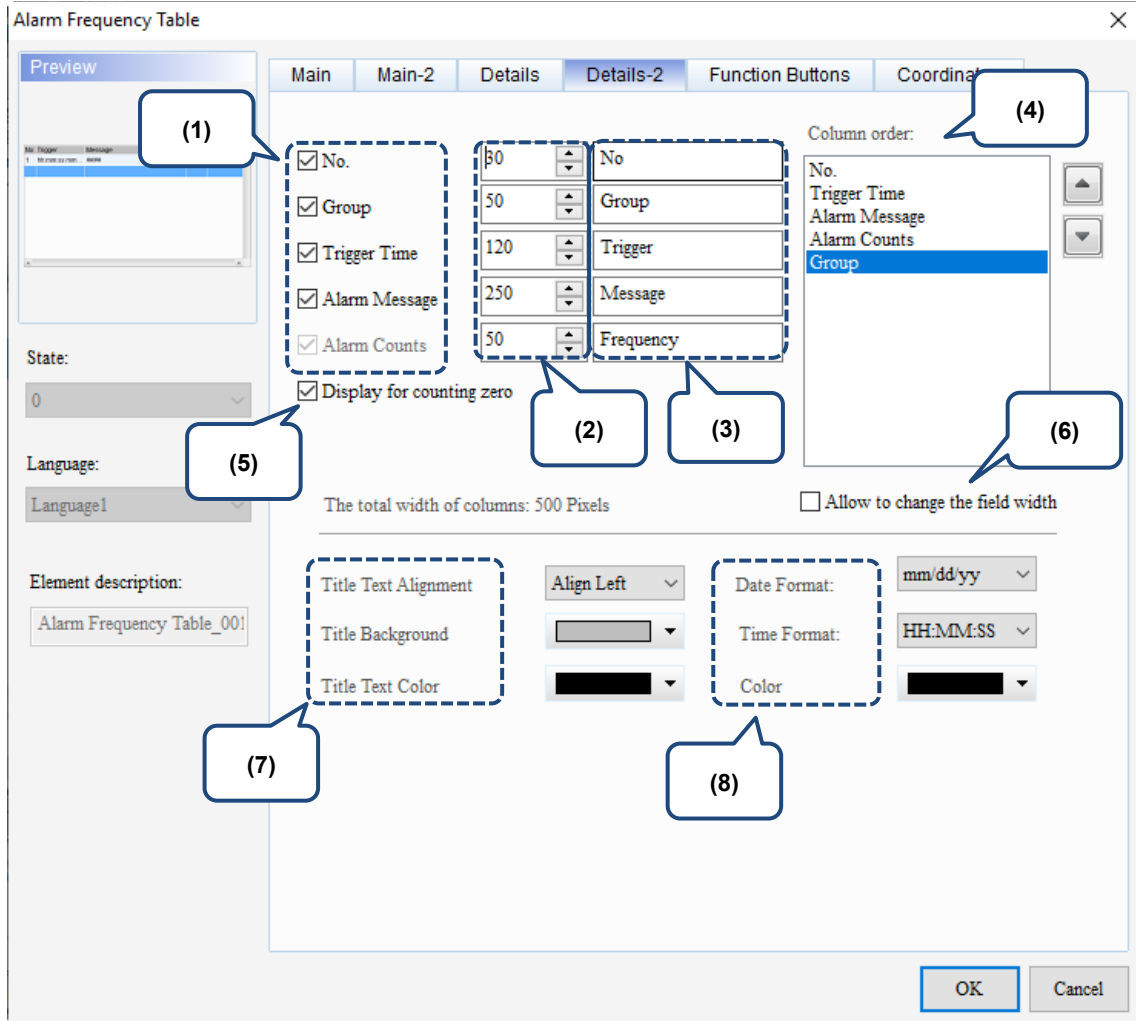 Alarm Frequency Table
Preview
No Trigger Message
1
Main Main-2 Details Details-2 Function Buttons
(1)
(4)
Column order:
No. 30 No
Group 50 Group
Trigger Time 120 Trigger
Alarm Message 250 Message
Alarm Counts 50 Frequency
Display for counting zero
No.
Trigger Time
Alarm Message
Alarm Counts
Group
(2)
(3)
(5)
(6)
State:
0
Language:
Language1
The total width of columns: 500 Pixels
Allow to change the field width
Element description:
Alarm Frequency Table_001
Title Text Alignment Align Left
Title Background
Title Text Color
Date Format: mm/dd/yy
Time Format: HH:MM:SS
Color
(7)
(8)
OK Cancel